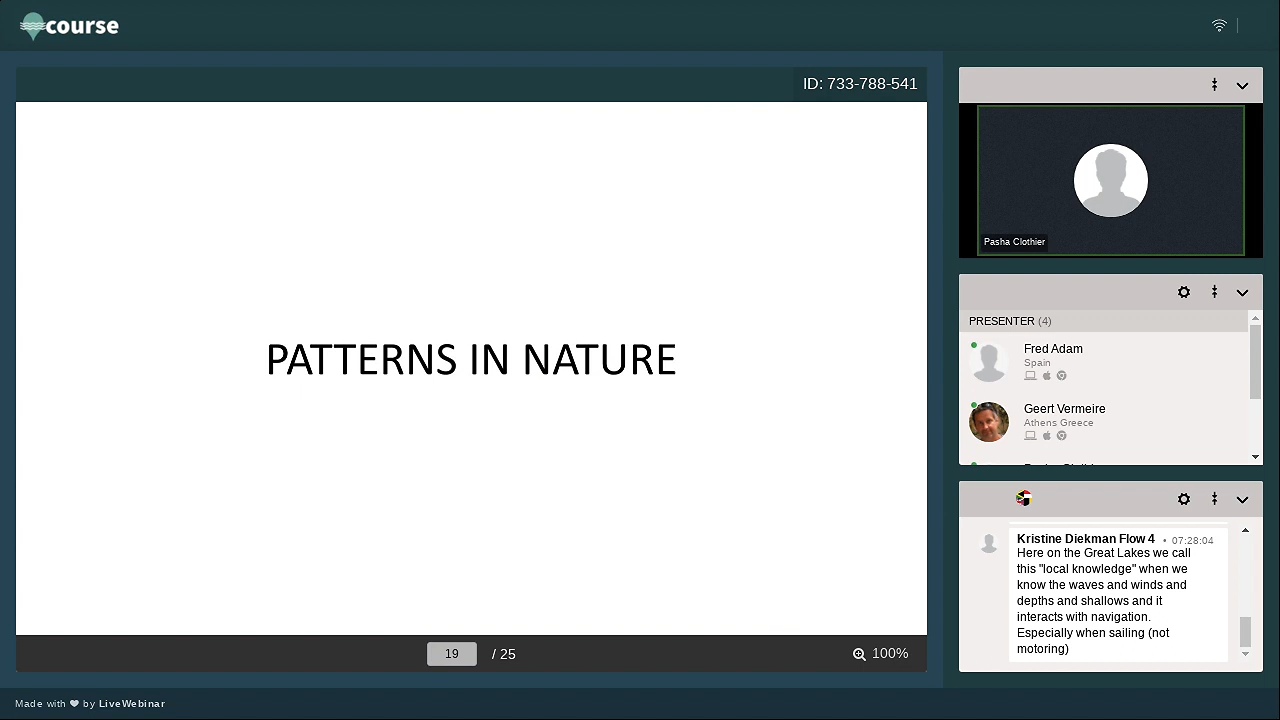 course
ID: 733-788-541
PATTERNS IN NATURE
19 / 25
100%
Pasha Clothier
PRESENTER (4)
Fred Adam
Spain
Geert Vermeire
Athens Greece
Kristine Diekman Flow 4 • 07:28:04
Here on the Great Lakes we call
this "local knowledge" when we
know the waves and winds and
depths and shallows and it
interacts with navigation.
Especially when sailing (not
motoring)
Made with ❤ by LiveWebinar